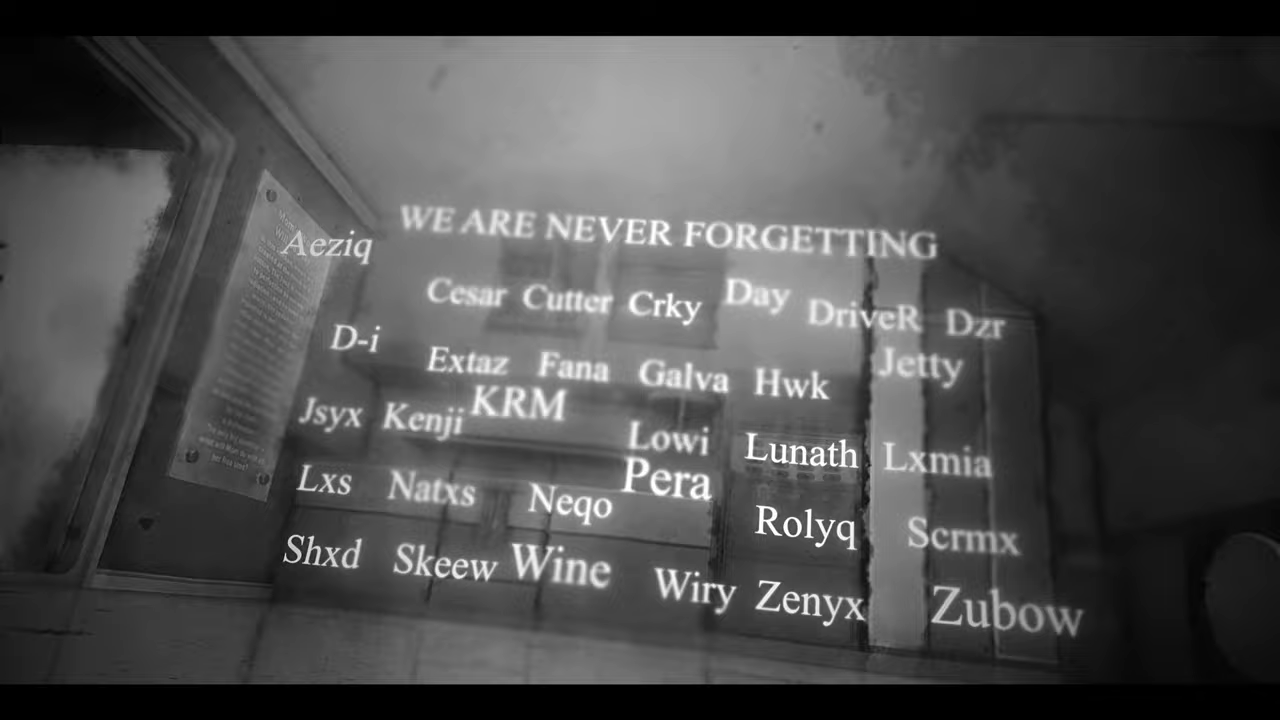 WE ARE NEVER FORGETTING
Aeziq
Cesar Cutter Crky Day DriveR Dzr
D-i Extaz Fana Galva Hwk Jetty
Jsyx Kenji KRM Lowi Lunath Lxmia
Lxs Natxs Neqo Pera Rolyq Scrmx
Shxd Skeew Wine Wiry Zenyx Zubow